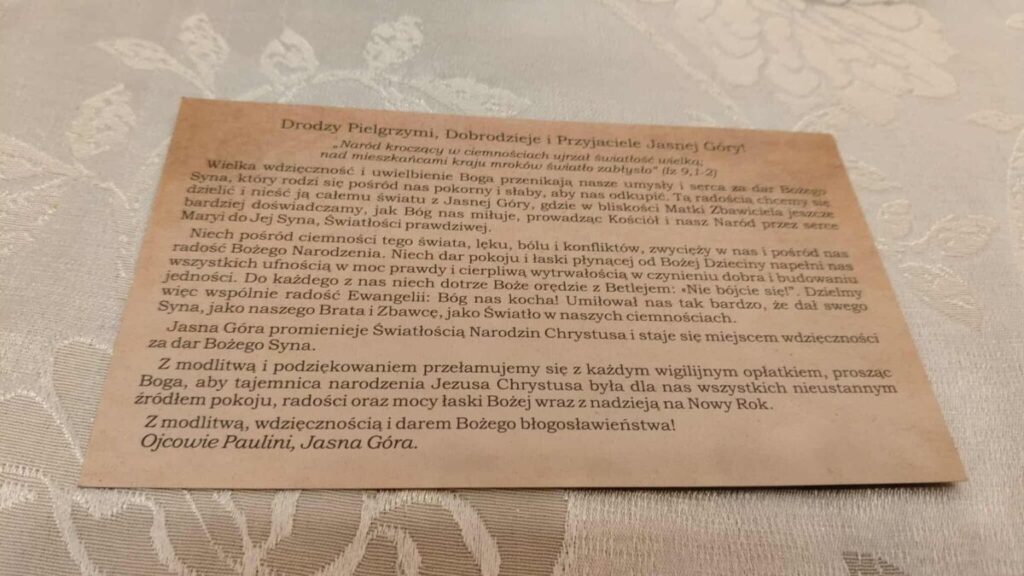 Drodzy Pielgrzymi, Dobrodzieje i Przyjaciele Jasnej Góry!
„Naród kroczący w ciemnościach ujrzał światłość wielką;
nad mieszkańcami kraju mroków światło zabłysło" (Iz 9,1-2)
Wielka wdzięczność i uwielbienie Boga przenikają nasze umysły i serca za dar Bożego
Syna, który rodzi się pośród nas pokorny i słaby, aby nas odkupić. Tą radością chcemy się
dzielić i nieść ją całemu światu z Jasnej Góry, gdzie w bliskości Matki Zbawiciela jeszcze
bardziej doświadczamy, jak Bóg nas miłuje, prowadząc Kościół i nasz Naród przez serce
Maryi do Jej Syna, Światłości prawdziwej.
Niech pośród ciemności tego świata, lęku, bólu i konfliktów, zwycięży w nas i pośród nas
radość Bożego Narodzenia. Niech dar pokoju i łaski płynącej od Bożej Dzieciny napełni nas
wszystkich ufnością w moc prawdy i cierpliwą wytrwałością w czynieniu dobra i budowaniu
jedności. Do każdego z nas niech dotrze Boże orędzie z Betlejem: «Nie bójcie się!". Dzielmy
więc wspólnie radość Ewangelii: Bóg nas kocha! Umiłował nas tak bardzo, że dał swego
Syna, jako naszego Brata i Zbawcę, jako Światło w naszych ciemnościach.
Jasna Góra promienieje Światłością Narodzin Chrystusa i staje się miejscem wdzięczności
za dar Bożego Syna.
Z modlitwą i podziękowaniem przełamujemy się z każdym wigilijnym opłatkiem, prosząc
Boga, aby tajemnica narodzenia Jezusa Chrystusa była dla nas wszystkich nieustannym
źródłem pokoju, radości oraz mocy łaski Bożej wraz z nadzieją na Nowy Rok.
Z modlitwą, wdzięcznością i darem Bożego błogosławieństwa!
Ojcowie Paulini, Jasna Góra.